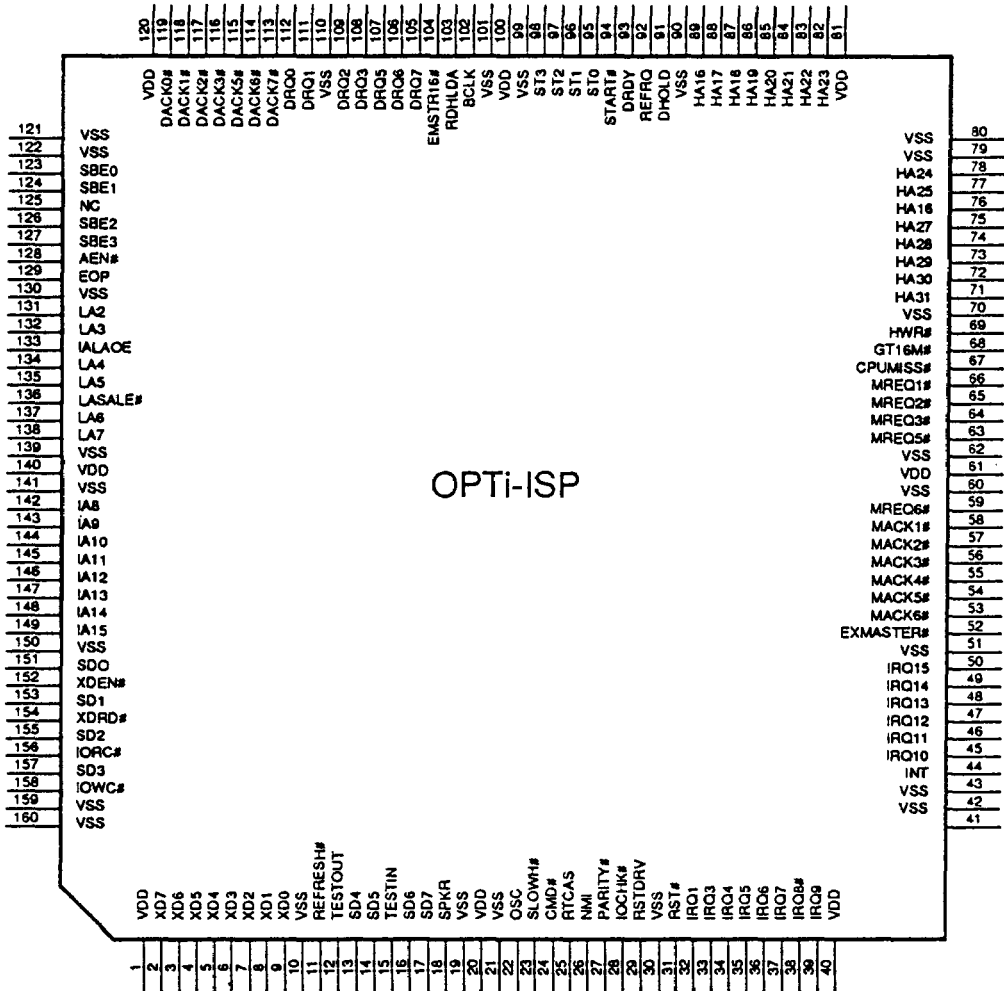 120 119 118 117 116 115 114 113 112 111 110 109 108 107 106 105 104 103 102 101 100 99 98 97 96 95 94 93 92 91 90 89 88 87 86 85 84 83 82 81
VDD DACK0# DACK1# DACK2# DACK3# DACK5# DACK6# DACK7# DRQ0 DRQ1 VSS DRQ2 DRQ3 DRQ5 DRQ6 DRQ7 EMSTR16# RDHLDA BCLK VSS VDD VSS ST3 ST2 ST1 ST0 START# DRDY REFRQ DHOLD VSS HA16 HA17 HA18 HA19 HA20 HA21 HA22 HA23 VDD
121 VSS
122 VSS
123 SBE0
124 SBE1
125 NC
126 SBE2
127 SBE3
128 AEN#
129 EOP
130 VSS
131 LA2
132 LA3
133 IALAOE
134 LA4
135 LA5
136 LASALE#
137 LA6
138 LA7
139 VSS
140 VDD
141 VSS
142 IA8
143 IA9
144 IA10
145 IA11
146 IA12
147 IA13
148 IA14
149 IA15
150 VSS
151 SDO
152 XDEN#
153 SD1
154 XDRD#
155 SD2
156 IORC#
157 SD3
158 IOWC#
159 VSS
160 VSS
OPTi-ISP
VSS 80
VSS 79
HA24 78
HA25 77
HA16 76
HA27 75
HA28 74
HA29 73
HA30 72
HA31 71
VSS 70
HWR# 69
GT16M# 68
CPUMISS# 67
MREQ1# 66
MREQ2# 65
MREQ3# 64
MREQ5# 63
VSS 62
VDD 61
VSS 60
MREQ6# 59
MACK1# 58
MACK2# 57
MACK3# 56
MACK4# 55
MACK5# 54
MACK6# 53
EXMASTER# 52
VSS 51
IRQ15 50
IRQ14 49
IRQ13 48
IRQ12 47
IRQ11 46
IRQ10 45
INT 44
VSS 43
VSS 42
41
VDD XD7 XD6 XD5 XD4 XD3 XD2 XD1 XD0 VSS REFRESH# TESTOUT SD4 SD5 TESTIN SD6 SD7 SPKR VSS VDD VSS OSC SLOWH# CMD# RTCAS NMI PARITY# IOCHK# RSTDRV VSS RST# IRQ1 IRQ3 IRQ4 IRQ5 IRQ6 IRQ7 IRQ8# IRQ9 VDD
1 2 3 4 5 6 7 8 9 10 11 12 13 14 15 16 17 18 19 20 21 22 23 24 25 26 27 28 29 30 31 32 33 34 35 36 37 38 39 40